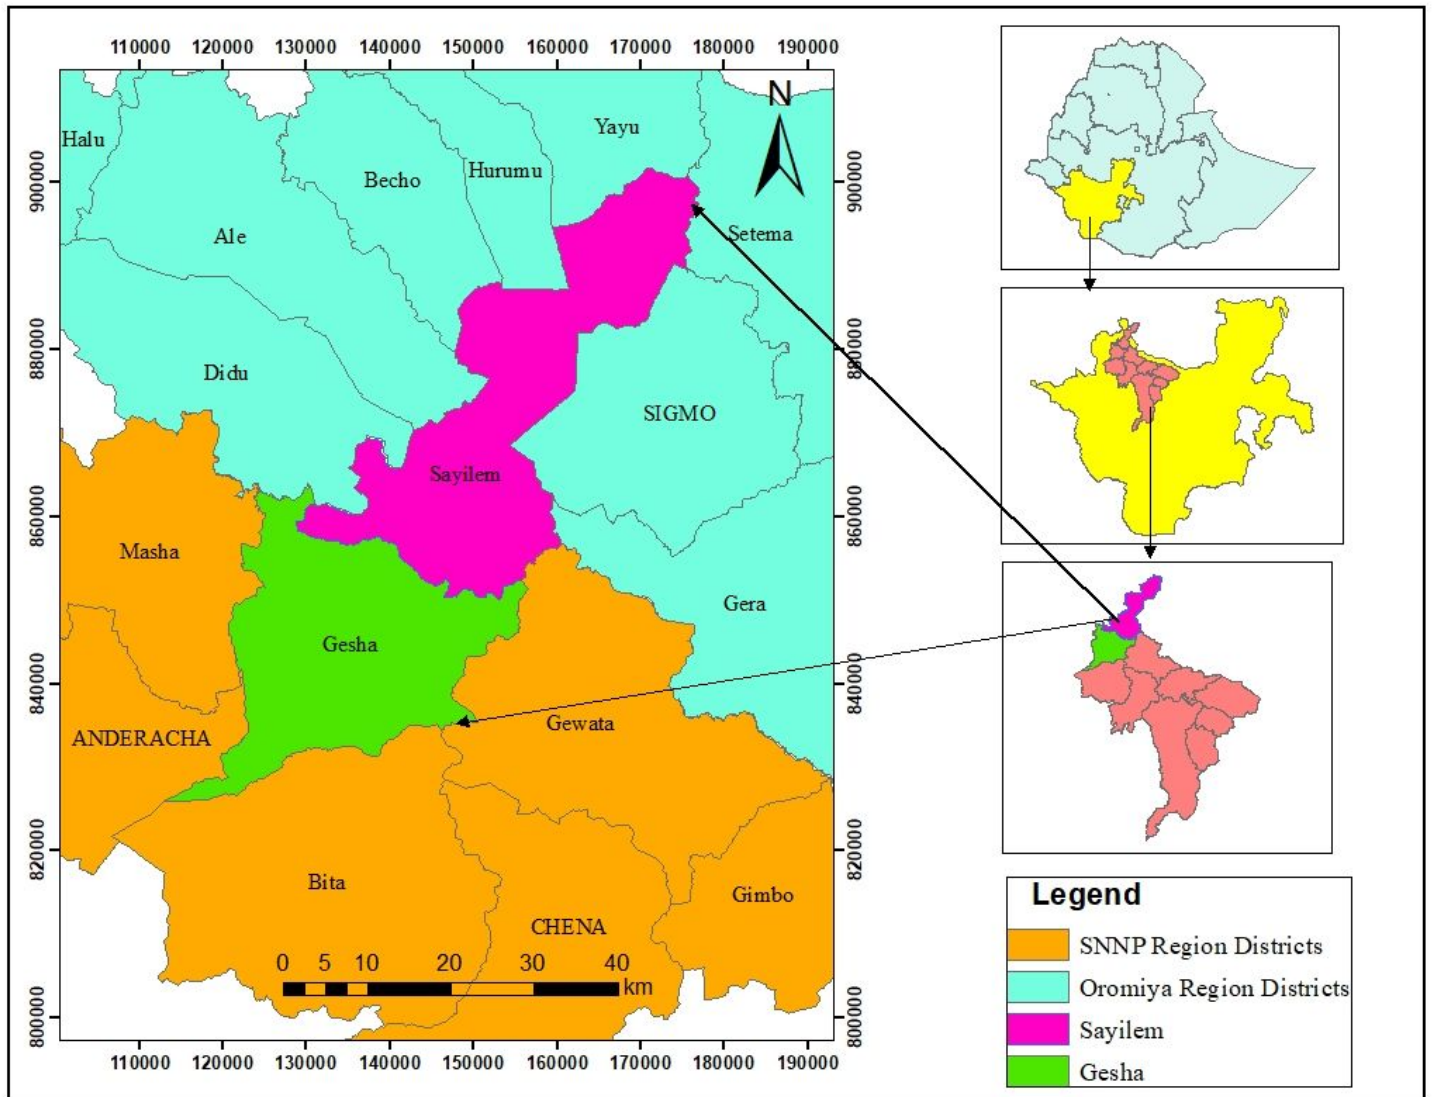 110000 120000 130000 140000 150000 160000 170000 180000 190000
N
Halu
Yayu
Becho
Hurumu
900000
900000
Ale
Setema
880000
880000
Didu
SIGMO
Sayilem
860000
860000
Masha
Gera
Gesha
840000
840000
ANDERACHA
Gewata
820000
820000
Bita
Gimbo
CHENA
0 5 10 20 30 40
km
800000
800000
110000 120000 130000 140000 150000 160000 170000 180000 190000
Legend
SNNP Region Districts
Oromiya Region Districts
Sayilem
Gesha